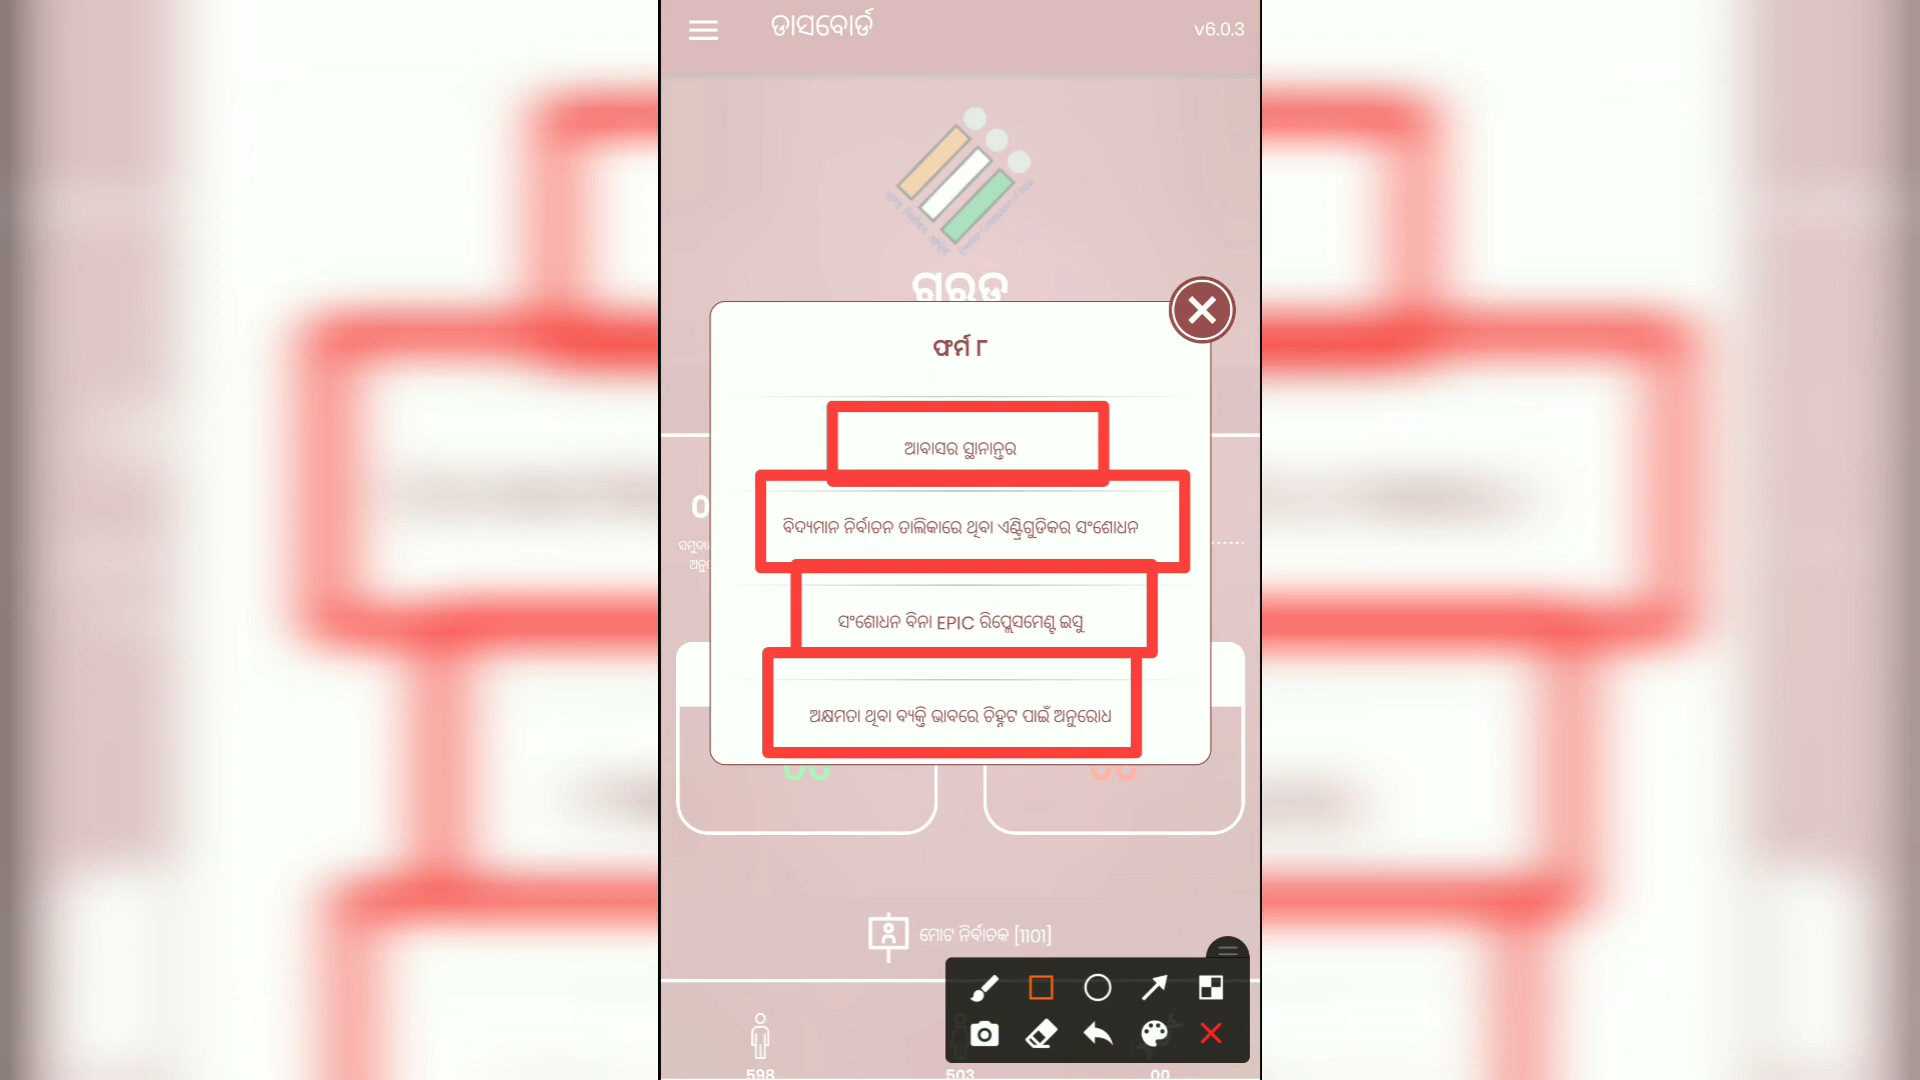 ଡାସବୋର୍ଡ
v6.0.3
ଗରୁଡ
ଫର୍ମ ୮
ଆବାସର ସ୍ଥାନାନ୍ତର
ବିଦ୍ୟମାନ ନିର୍ବାଚନ ତାଲିକାରେ ଥିବା ଏଣ୍ଟ୍ରିଗୁଡିକର ସଂଶୋଧନ
ସଂଶୋଧନ ବିନା EPIC ରିପ୍ଲେସମେଣ୍ଟ ଇସୁ
ଅକ୍ଷମତା ଥିବା ବ୍ୟକ୍ତି ଭାବରେ ଚିହ୍ନଟ ପାଇଁ ଅନୁରୋଧ
ମୋଟ ନିର୍ବାଚକ [1101]
598 503 00